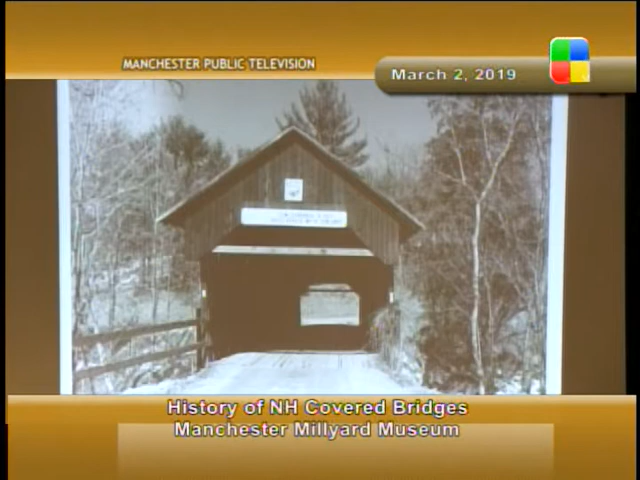 MANCHESTER PUBLIC TELEVISION
March 2, 2019
History of NH Covered Bridges
Manchester Millyard Museum